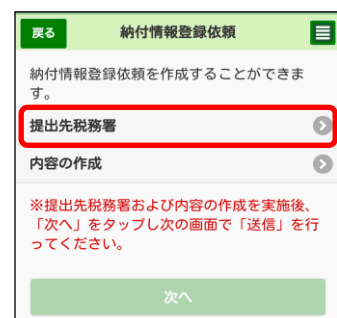 戻る 納付情報登録依頼
納付情報登録依頼を作成することができま
す。
提出先税務署
内容の作成
※提出先税務署および内容の作成を実施後、
「次へ」をタップし次の画面で「送信」を行
ってください。
次へ